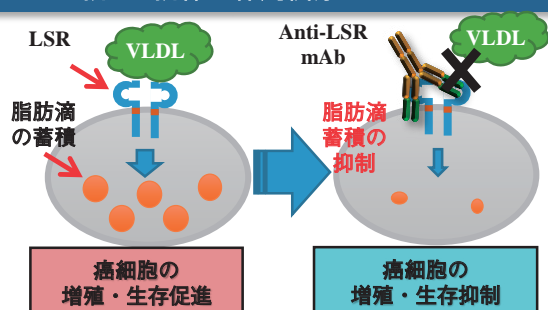 LSR
VLDL
脂肪滴
の蓄積
癌細胞の
増殖・生存促進
Anti-LSR
mAb
VLDL
脂肪滴
蓄積の
抑制
癌細胞の
増殖・生存抑制